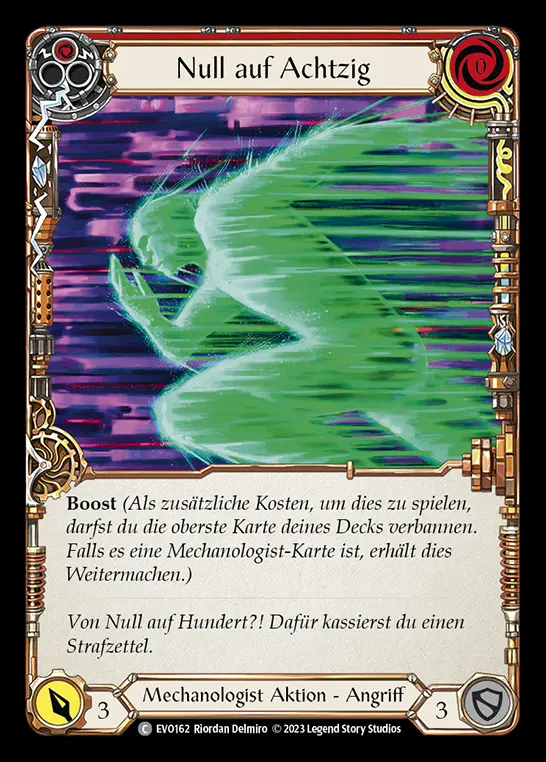 Null auf Achtzig
0
Boost (Als zusätzliche Kosten, um dies zu spielen,
darfst du die oberste Karte deines Decks verbannen.
Falls es eine Mechanologist-Karte ist, erhält dies
Weitermachen.)
Von Null auf Hundert?! Dafür kassierst du einen
Strafzettel.
3
Mechanologist Aktion - Angriff
3
C EVO162 Riordan Delmiro © 2023 Legend Story Studios